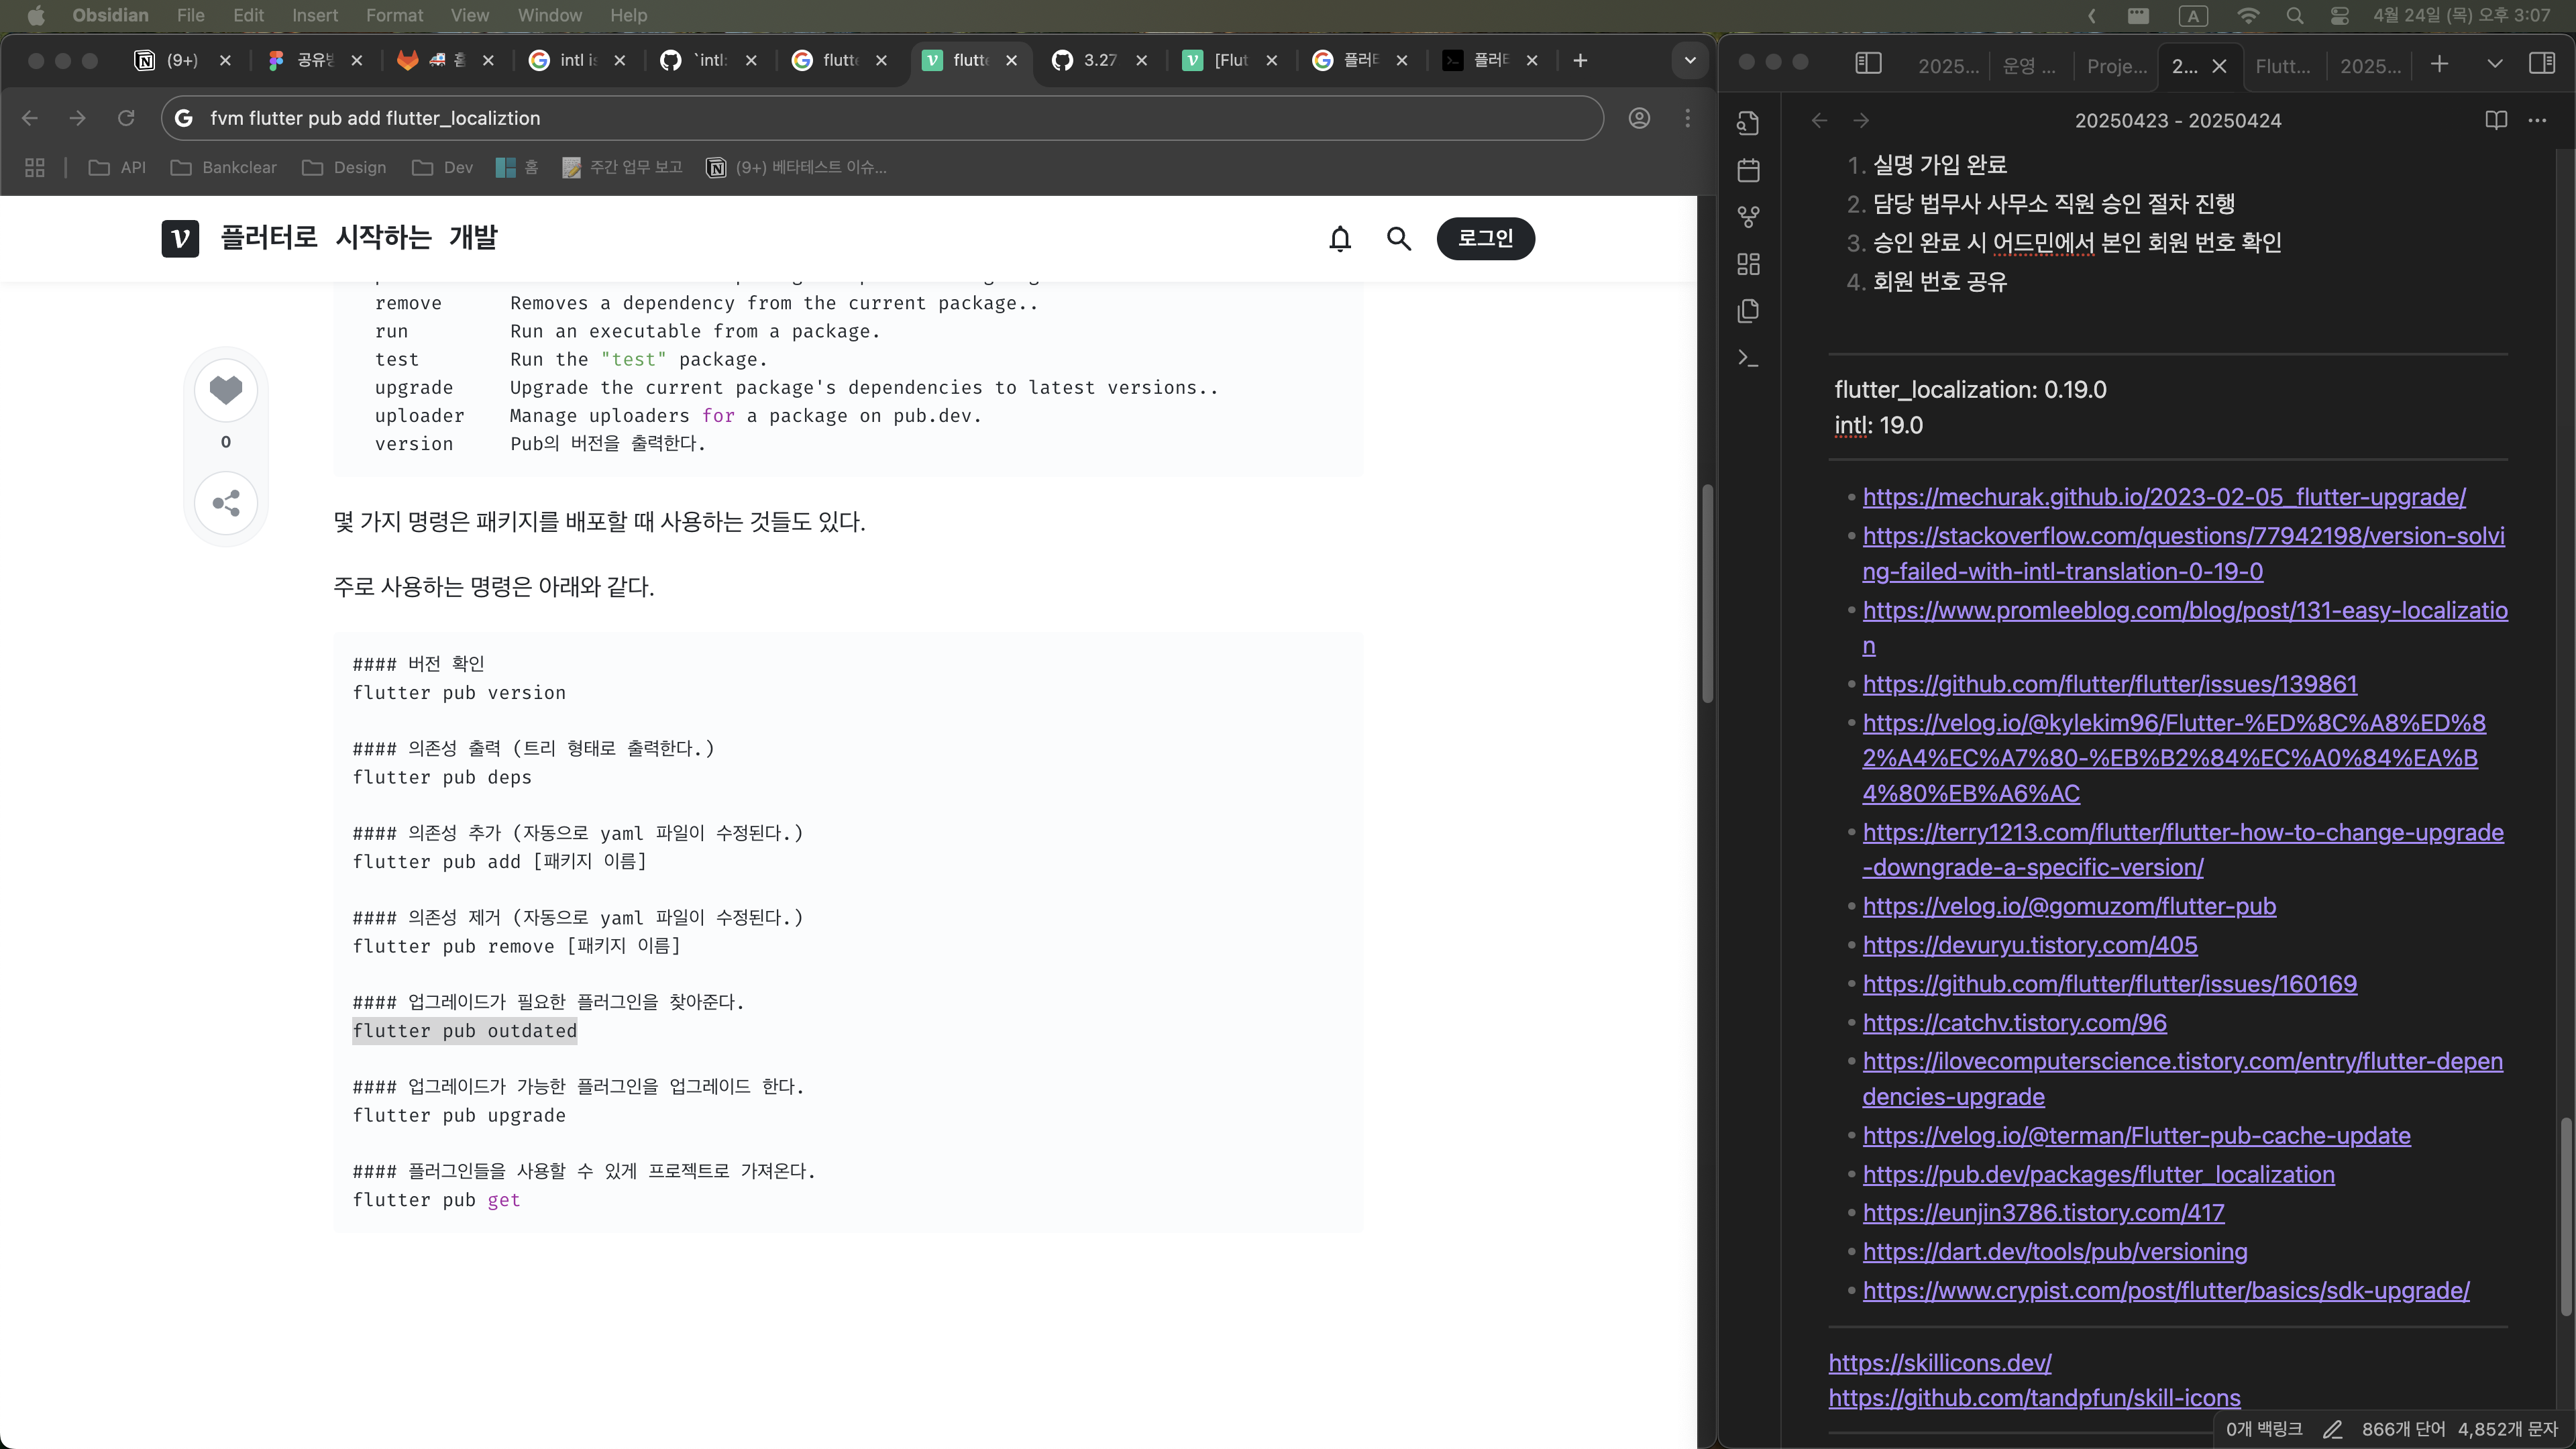 Obsidian File Edit Insert Format View Window Help
A 4월 24일 (목) 오후 3:07
(9+)
공유방
홈
intl is
`intl:
flutte
flutte
3.27
[Flut
플러터
플러터
fvm flutter pub add flutter_localiztion
API
Bankclear
Design
Dev
홈
주간 업무 보고
(9+) 베타테스트 이슈...
플러터로 시작하는 개발
로그인
remove Removes a dependency from the current package..
run Run an executable from a package.
test Run the "test" package.
upgrade Upgrade the current package's dependencies to latest versions..
uploader Manage uploaders for a package on pub.dev.
version Pub의 버전을 출력한다.
0
몇 가지 명령은 패키지를 배포할 때 사용하는 것들도 있다.
주로 사용하는 명령은 아래와 같다.
#### 버전 확인
flutter pub version
#### 의존성 출력 (트리 형태로 출력한다.)
flutter pub deps
#### 의존성 추가 (자동으로 yaml 파일이 수정된다.)
flutter pub add [패키지 이름]
#### 의존성 제거 (자동으로 yaml 파일이 수정된다.)
flutter pub remove [패키지 이름]
#### 업그레이드가 필요한 플러그인을 찾아준다.
flutter pub outdated
#### 업그레이드가 가능한 플러그인을 업그레이드 한다.
flutter pub upgrade
#### 플러그인들을 사용할 수 있게 프로젝트로 가져온다.
flutter pub get
2025...
운영 ...
Proje...
2...
Flutt...
2025...
20250423 - 20250424
1. 실명 가입 완료
2. 담당 법무사 사무소 직원 승인 절차 진행
3. 승인 완료 시 어드민에서 본인 회원 번호 확인
4. 회원 번호 공유
flutter_localization: 0.19.0
intl: 19.0
https://mechurak.github.io/2023-02-05_flutter-upgrade/
https://stackoverflow.com/questions/77942198/version-solvi
ng-failed-with-intl-translation-0-19-0
https://www.promleeblog.com/blog/post/131-easy-localizatio
n
https://github.com/flutter/flutter/issues/139861
https://velog.io/@kylekim96/Flutter-%ED%8C%A8%ED%8
2%A4%EC%A7%80-%EB%B2%84%EC%A0%84%EA%B
4%80%EB%A6%AC
https://terry1213.com/flutter/flutter-how-to-change-upgrade
-downgrade-a-specific-version/
https://velog.io/@gomuzom/flutter-pub
https://devuryu.tistory.com/405
https://github.com/flutter/flutter/issues/160169
https://catchv.tistory.com/96
https://ilovecomputerscience.tistory.com/entry/flutter-depen
dencies-upgrade
https://velog.io/@terman/Flutter-pub-cache-update
https://pub.dev/packages/flutter_localization
https://eunjin3786.tistory.com/417
https://dart.dev/tools/pub/versioning
https://www.crypist.com/post/flutter/basics/sdk-upgrade/
https://skillicons.dev/
https://github.com/tandpfun/skill-icons
0개 백링크 866개 단어 4,852개 문자